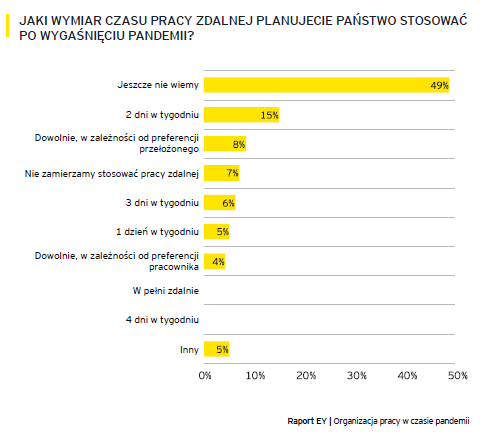 JAKI WYMIAR CZASU PRACY ZDALNEJ PLANUJECIE PAŃSTWO STOSOWAĆ
PO WYGAŚNIĘCIU PANDEMII?
Jeszcze nie wiemy 49%
2 dni w tygodniu 15%
Dowolnie, w zależności od preferencji
przełożonego 8%
Nie zamierzamy stosować pracy zdalnej 7%
3 dni w tygodniu 6%
1 dzień w tygodniu 5%
Dowolnie, w zależności od preferencji
pracownika 4%
W pełni zdalnie
4 dni w tygodniu
Inny 5%
0% 10% 20% 30% 40% 50%
Raport EY | Organizacja pracy w czasie pandemii